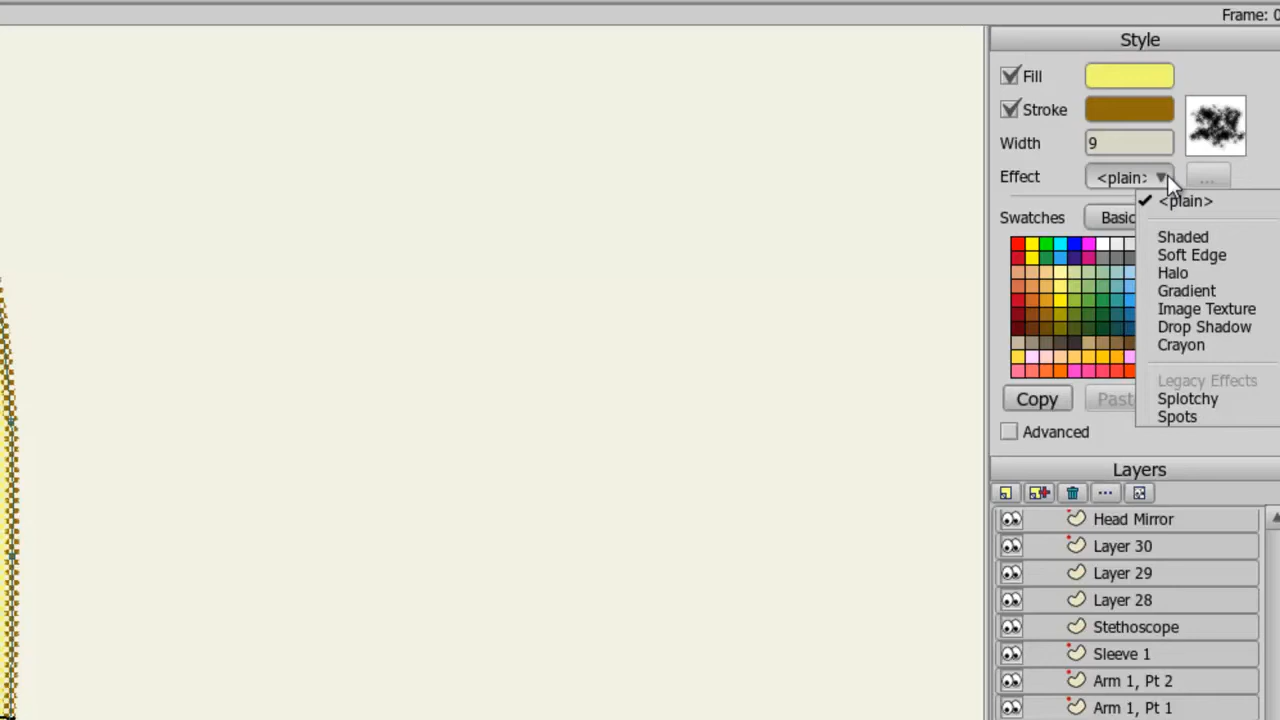 Frame: 0
Style
Fill
Stroke
Width 9
Effect <plain> ...
<plain>
Swatches Basic
Shaded
Soft Edge
Halo
Gradient
Image Texture
Drop Shadow
Crayon
Legacy Effects
Splotchy
Spots
Copy Past
Advanced
Layers
Head Mirror
Layer 30
Layer 29
Layer 28
Stethoscope
Sleeve 1
Arm 1, Pt 2
Arm 1, Pt 1